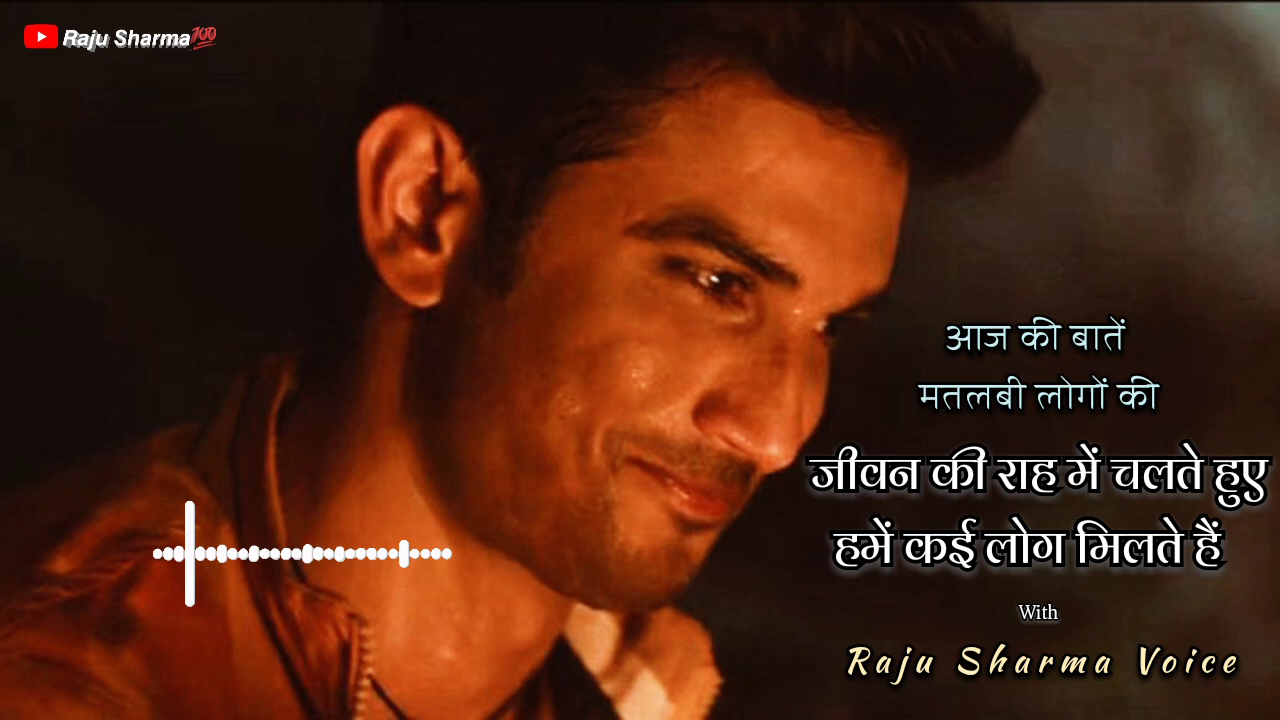 Raju Sharma💯
आज की बातें
मतलबी लोगों की
जीवन की राह में चलते हुए
हमें कई लोग मिलते हैं
With
Raju Sharma Voice